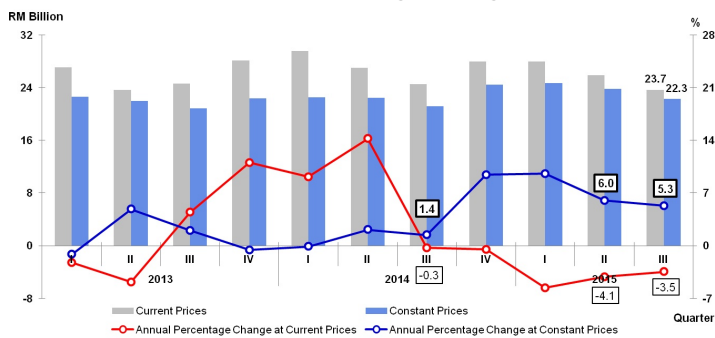 RM Billion
%
32
28
24
21
23.7
22.3
16
14
8
7
1.4
6.0
5.3
0
0
I
II
III
IV
I
II
III
IV
I
II
III
2013
2014
2015
-0.3
-4.1
-3.5
-8
-7
Current Prices
Constant Prices
Quarter
Annual Percentage Change at Current Prices
Annual Percentage Change at Constant Prices